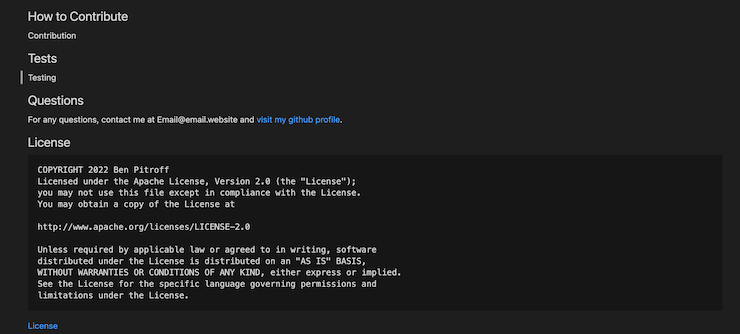 How to Contribute
Contribution
Tests
Testing
Questions
For any questions, contact me at Email@email.website and visit my github profile.
License
COPYRIGHT 2022 Ben Pitroff
Licensed under the Apache License, Version 2.0 (the "License");
you may not use this file except in compliance with the License.
You may obtain a copy of the License at
http://www.apache.org/licenses/LICENSE-2.0
Unless required by applicable law or agreed to in writing, software
distributed under the License is distributed on an "AS IS" BASIS,
WITHOUT WARRANTIES OR CONDITIONS OF ANY KIND, either express or implied.
See the License for the specific language governing permissions and
limitations under the License.
License